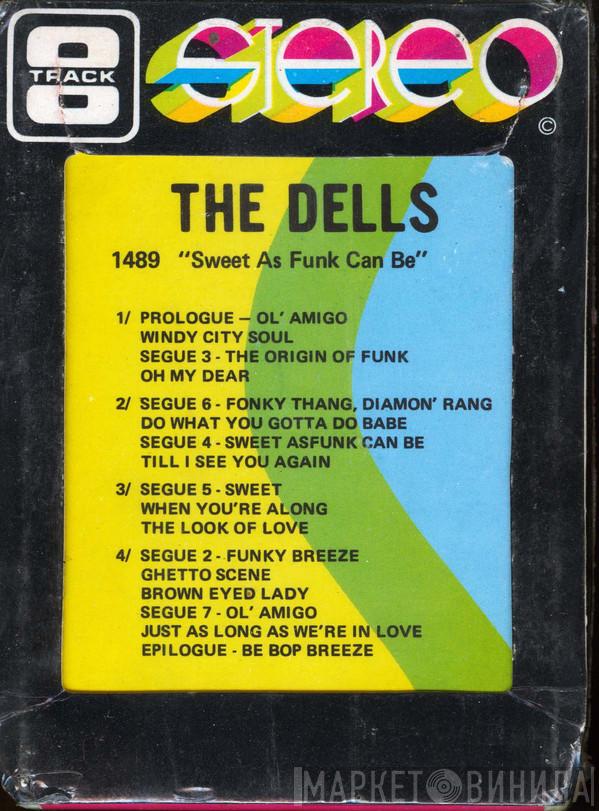 8
TRACK
STEREO
©
THE DELLS
1489 "Sweet As Funk Can Be"
1/ PROLOGUE – OL' AMIGO
WINDY CITY SOUL
SEGUE 3 - THE ORIGIN OF FUNK
OH MY DEAR
2/ SEGUE 6 - FONKY THANG, DIAMON' RANG
DO WHAT YOU GOTTA DO BABE
SEGUE 4 - SWEET ASFUNK CAN BE
TILL I SEE YOU AGAIN
3/ SEGUE 5 - SWEET
WHEN YOU'RE ALONG
THE LOOK OF LOVE
4/ SEGUE 2 - FUNKY BREEZE
GHETTO SCENE
BROWN EYED LADY
SEGUE 7 - OL' AMIGO
JUST AS LONG AS WE'RE IN LOVE
EPILOGUE - BE BOP BREEZE
МАРКЕТ ВИНИЛА